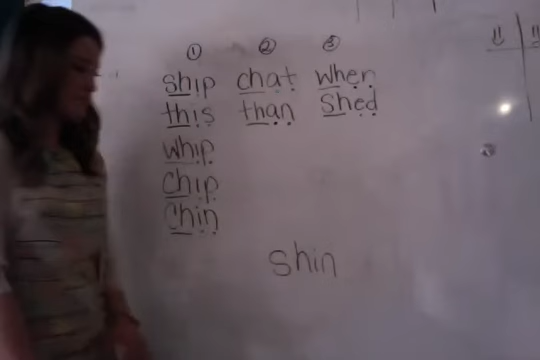 ① ② ③
ship chat when
this than shed
whip
chip
chin
shin